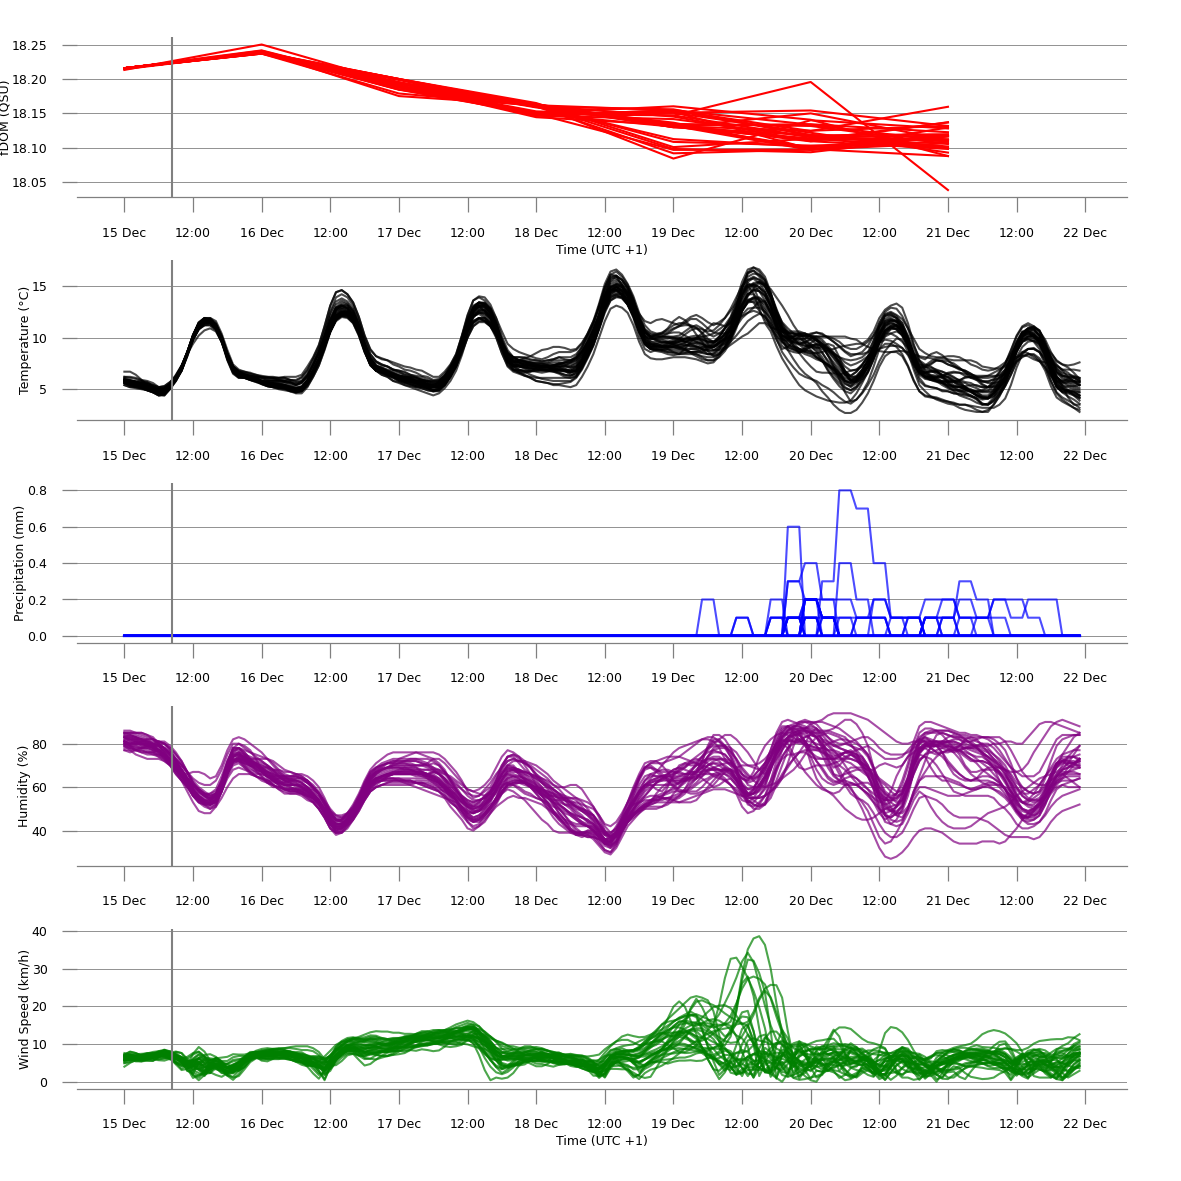 18.25
18.20
18.15
18.10
18.05
fDOM (QSU)
15 Dec 12:00 16 Dec 12:00 17 Dec 12:00 18 Dec 12:00 19 Dec 12:00 20 Dec 12:00 21 Dec 12:00 22 Dec
Time (UTC +1)
15
10
5
Temperature (°C)
15 Dec 12:00 16 Dec 12:00 17 Dec 12:00 18 Dec 12:00 19 Dec 12:00 20 Dec 12:00 21 Dec 12:00 22 Dec
0.8
0.6
0.4
0.2
0.0
Precipitation (mm)
15 Dec 12:00 16 Dec 12:00 17 Dec 12:00 18 Dec 12:00 19 Dec 12:00 20 Dec 12:00 21 Dec 12:00 22 Dec
80
60
40
Humidity (%)
15 Dec 12:00 16 Dec 12:00 17 Dec 12:00 18 Dec 12:00 19 Dec 12:00 20 Dec 12:00 21 Dec 12:00 22 Dec
40
30
20
10
0
Wind Speed (km/h)
15 Dec 12:00 16 Dec 12:00 17 Dec 12:00 18 Dec 12:00 19 Dec 12:00 20 Dec 12:00 21 Dec 12:00 22 Dec
Time (UTC +1)